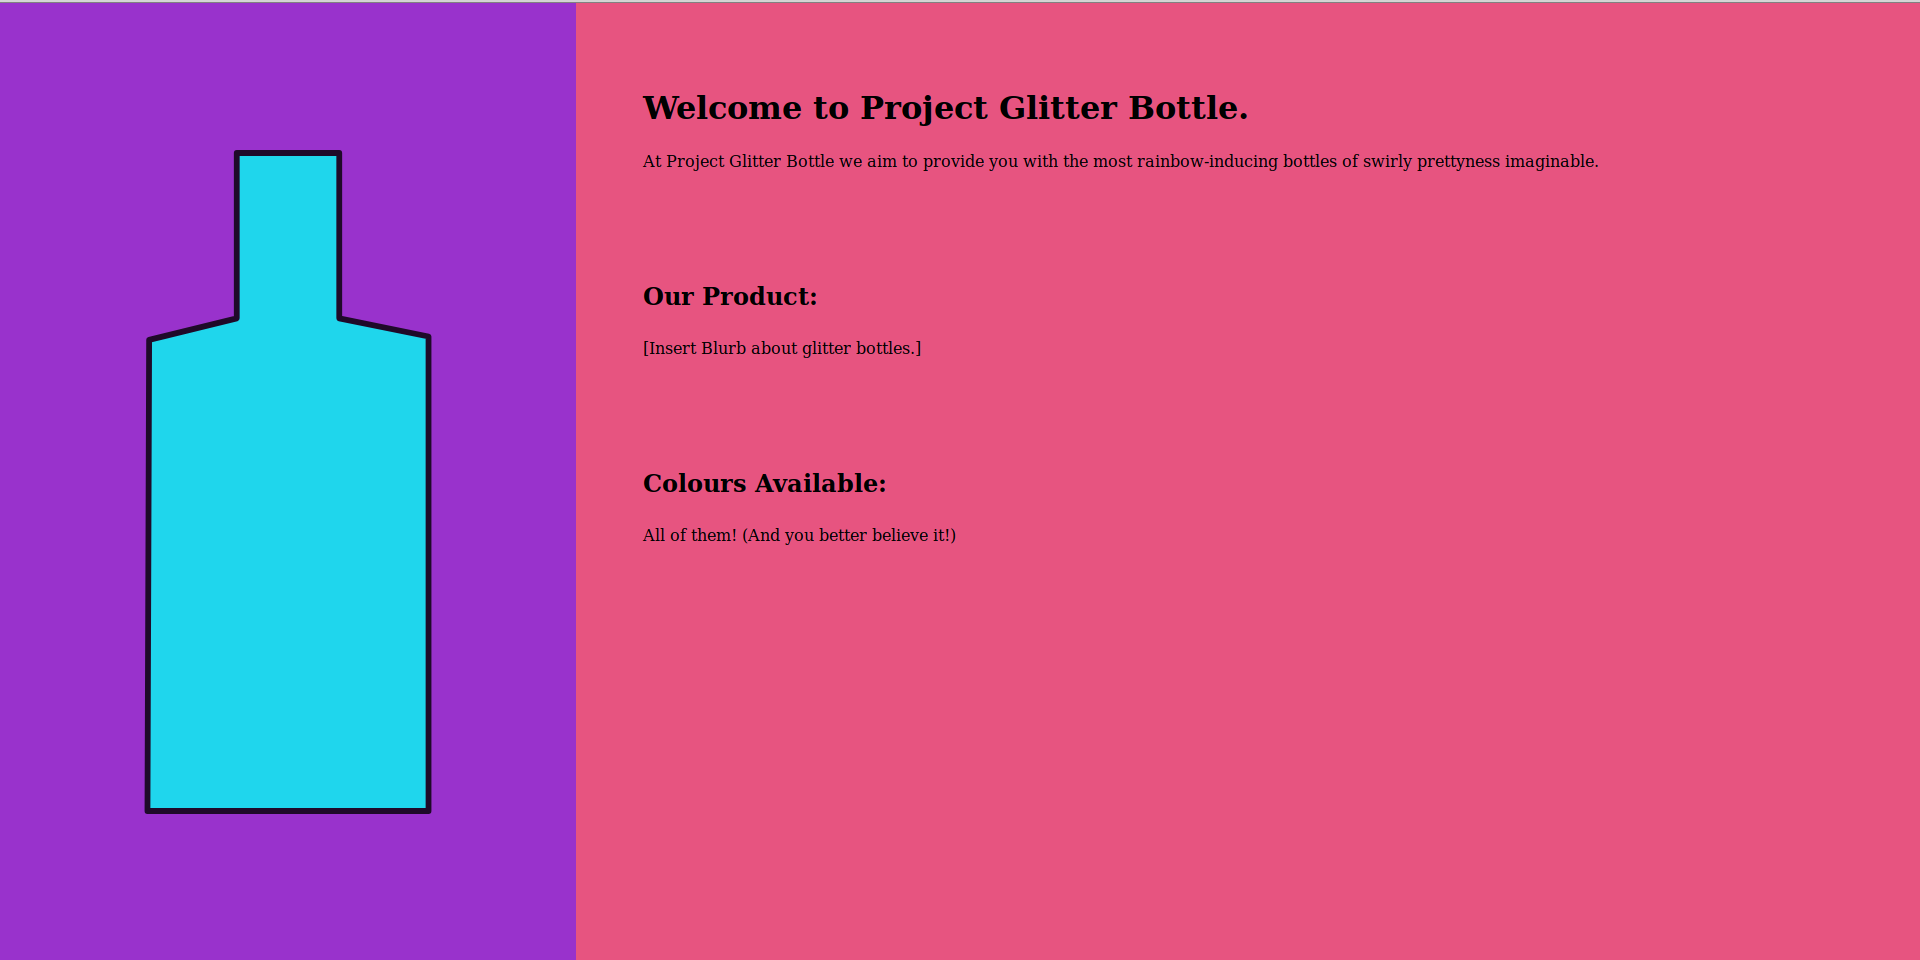 Welcome to Project Glitter Bottle.
At Project Glitter Bottle we aim to provide you with the most rainbow-inducing bottles of swirly prettyness imaginable.
Our Product:
[Insert Blurb about glitter bottles.]
Colours Available:
All of them! (And you better believe it!)